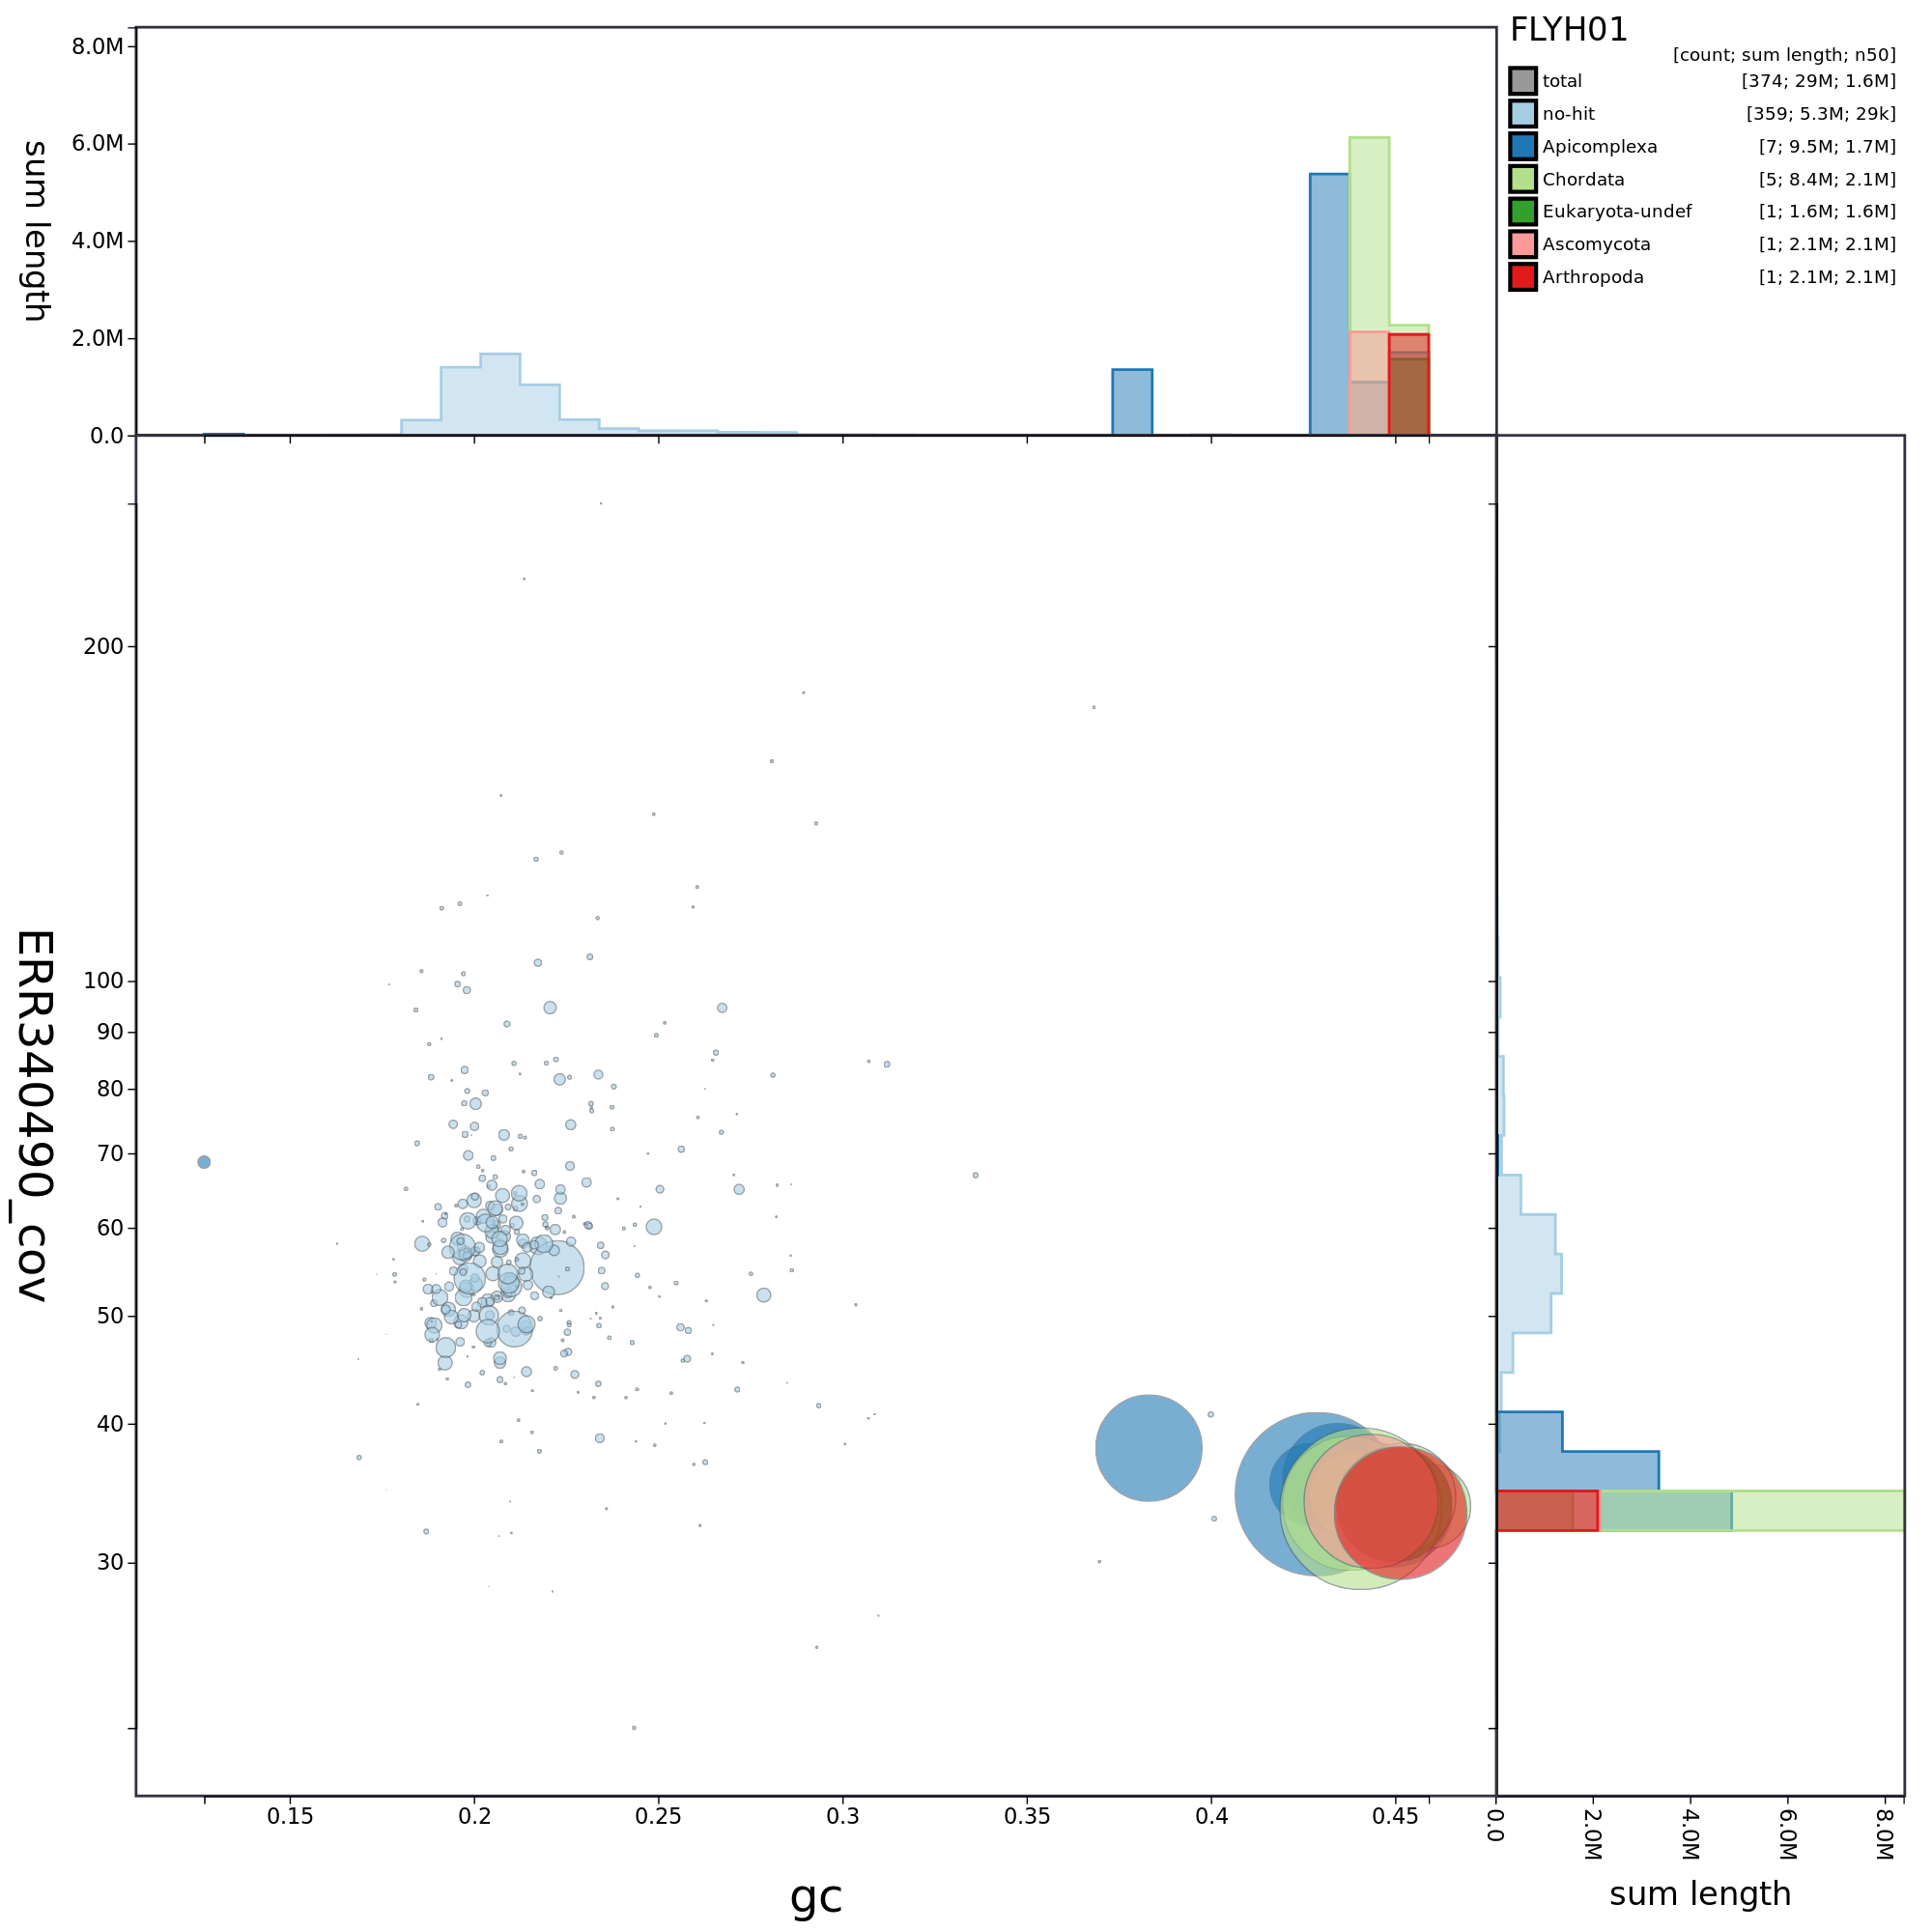 FLYH01
[count; sum length; n50]
total [374; 29M; 1.6M]
no-hit [359; 5.3M; 29k]
Apicomplexa [7; 9.5M; 1.7M]
Chordata [5; 8.4M; 2.1M]
Eukaryota-undef [1; 1.6M; 1.6M]
Ascomycota [1; 2.1M; 2.1M]
Arthropoda [1; 2.1M; 2.1M]
sum length
8.0M
6.0M
4.0M
2.0M
0.0
ERR340490_cov
200
100
90
80
70
60
50
40
30
0.15 0.2 0.25 0.3 0.35 0.4 0.45
gc
0.0 2.0M 4.0M 6.0M 8.0M
sum length